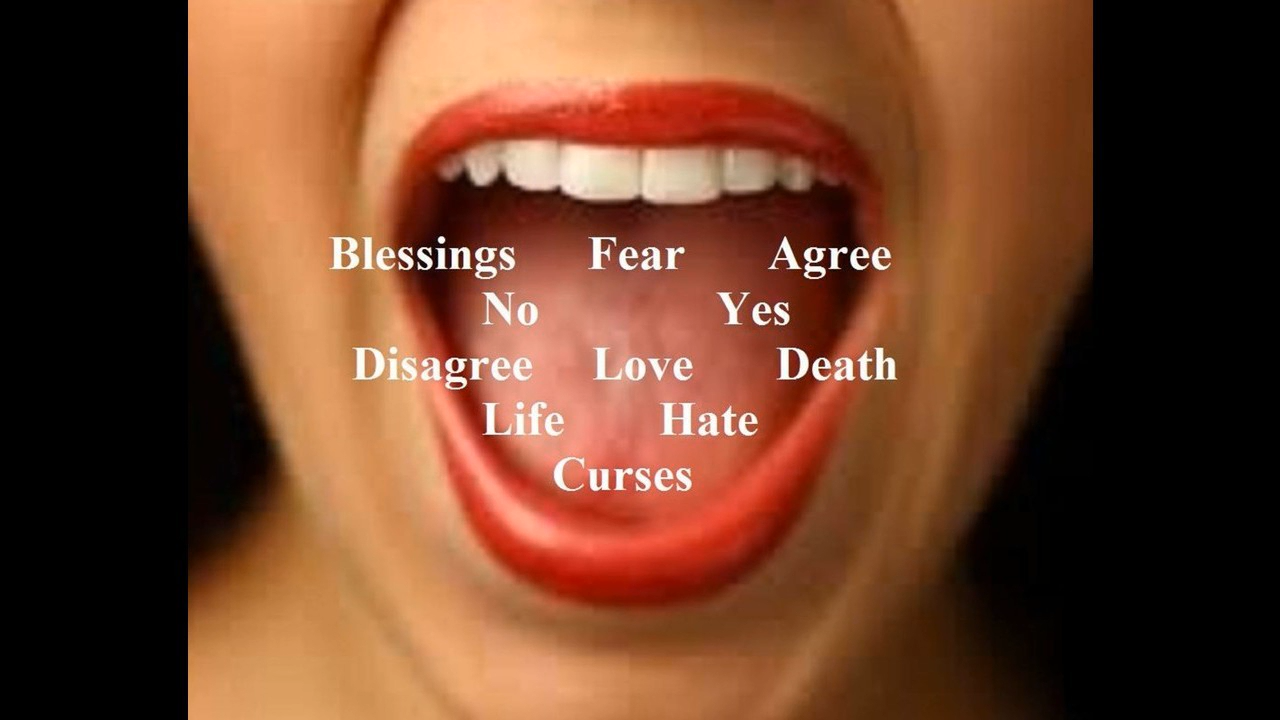 Blessings Fear Agree
No Yes
Disagree Love Death
Life Hate
Curses